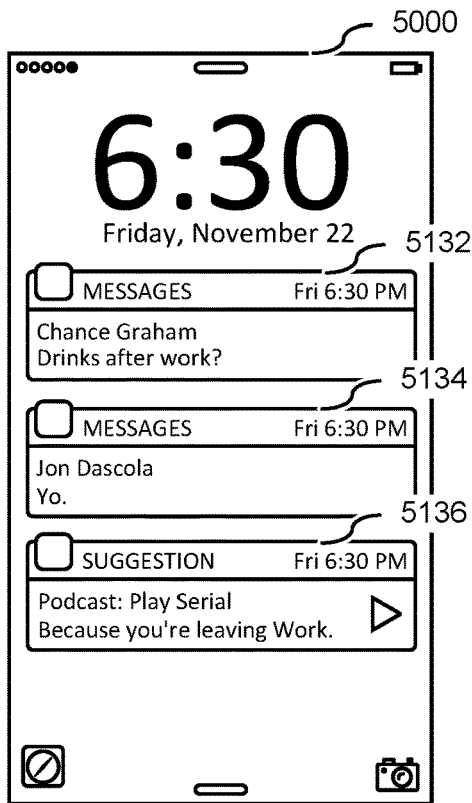 5000
6:30
Friday, November 22
5132
MESSAGES Fri 6:30 PM
Chance Graham
Drinks after work?
5134
MESSAGES Fri 6:30 PM
Jon Dascola
Yo.
5136
SUGGESTION Fri 6:30 PM
Podcast: Play Serial
Because you're leaving Work.